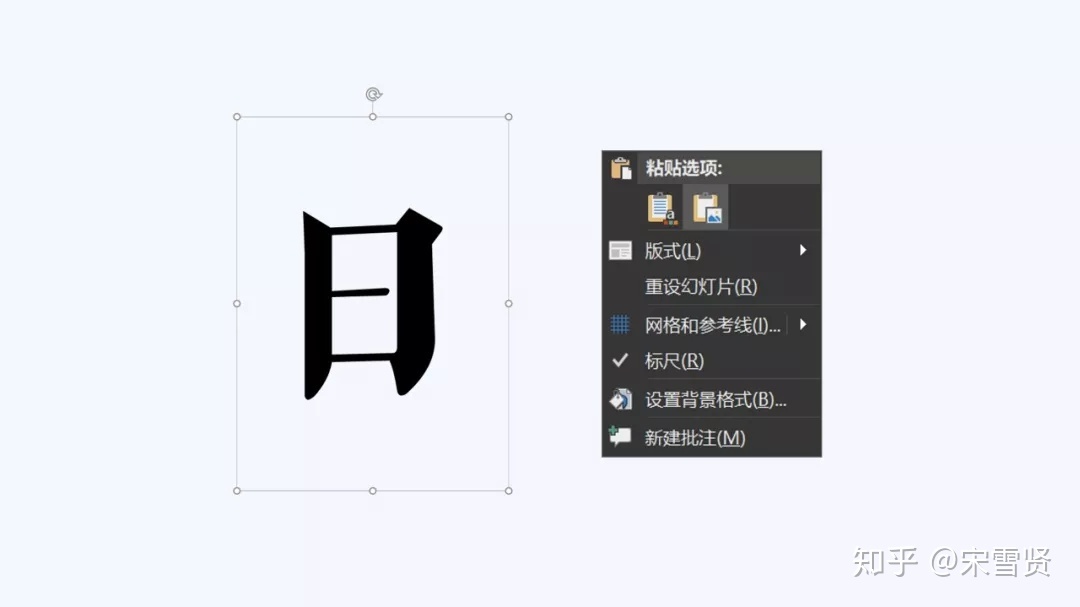 日
粘贴选项:
版式(L)
重设幻灯片(R)
网格和参考线(I)...
标尺(R)
设置背景格式(B)...
新建批注(M)
知乎 @宋雪贤